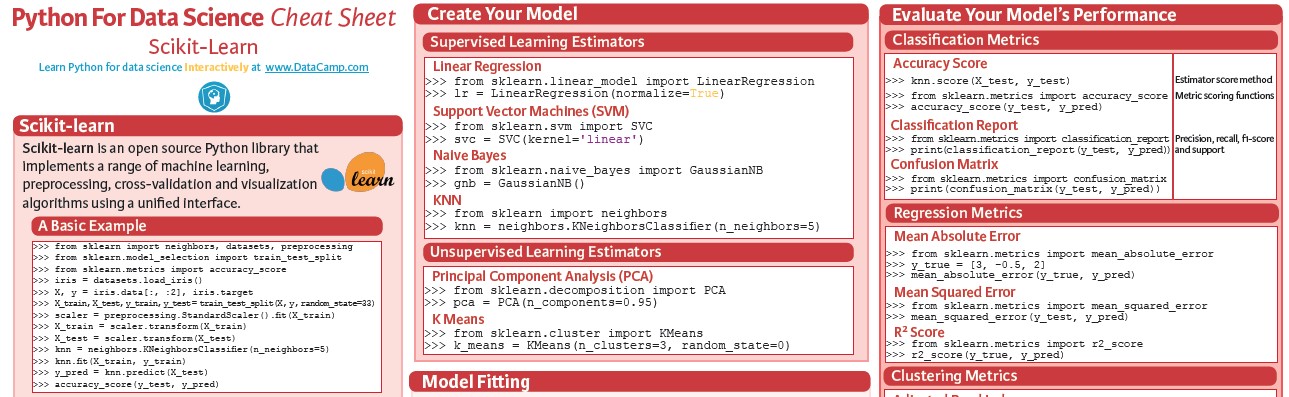 Python For Data Science Cheat Sheet
Scikit-Learn
Learn Python for data science Interactively at www.DataCamp.com
Scikit-learn
Scikit-learn is an open source Python library that
implements a range of machine learning,
preprocessing, cross-validation and visualization
algorithms using a unified interface.
learn
A Basic Example
>>> from sklearn import neighbors, datasets, preprocessing
>>> from sklearn.model_selection import train_test_split
>>> from sklearn.metrics import accuracy_score
>>> iris = datasets.load_iris()
>>> X, y = iris.data[:, :2], iris.target
>>> X_train, X_test, y_train, y_test= train_test_split(X, y, random_state=33)
>>> scaler = preprocessing.StandardScaler().fit(X_train)
>>> X_train = scaler.transform(X_train)
>>> X_test = scaler.transform(X_test)
>>> knn = neighbors.KNeighborsClassifier(n_neighbors=5)
>>> knn.fit(X_train, y_train)
>>> y_pred = knn.predict(X_test)
>>> accuracy_score(y_test, y_pred)
Create Your Model
Supervised Learning Estimators
Linear Regression
>>> from sklearn.linear_model import LinearRegression
>>> lr = LinearRegression(normalize=True)
Support Vector Machines (SVM)
>>> from sklearn.svm import SVC
>>> svc = SVC(kernel='linear')
Naive Bayes
>>> from sklearn.naive_bayes import GaussianNB
>>> gnb = GaussianNB()
KNN
>>> from sklearn import neighbors
>>> knn = neighbors.KNeighborsClassifier(n_neighbors=5)
Unsupervised Learning Estimators
Principal Component Analysis (PCA)
>>> from sklearn.decomposition import PCA
>>> pca = PCA(n_components=0.95)
K Means
>>> from sklearn.cluster import KMeans
>>> k_means = KMeans(n_clusters=3, random_state=0)
Model Fitting
Evaluate Your Model's Performance
Classification Metrics
Accuracy Score
>>> knn.score(X_test, y_test) Estimator score method
>>> from sklearn.metrics import accuracy_score Metric scoring functions
>>> accuracy_score(y_test, y_pred)
Classification Report
>>> from sklearn.metrics import classification_report Precision, recall, f1-score
>>> print(classification_report(y_test, y_pred)) and support
Confusion Matrix
>>> from sklearn.metrics import confusion_matrix
>>> print(confusion_matrix(y_test, y_pred))
Regression Metrics
Mean Absolute Error
>>> from sklearn.metrics import mean_absolute_error
>>> y_true = [3, -0.5, 2]
>>> mean_absolute_error(y_true, y_pred)
Mean Squared Error
>>> from sklearn.metrics import mean_squared_error
>>> mean_squared_error(y_test, y_pred)
R² Score
>>> from sklearn.metrics import r2_score
>>> r2_score(y_true, y_pred)
Clustering Metrics